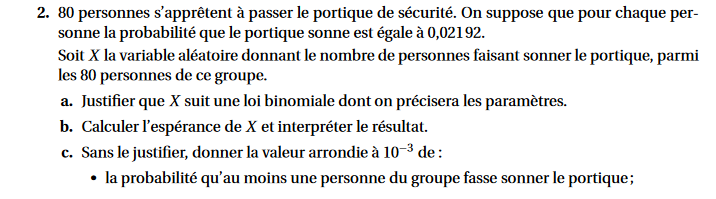 2. 80 personnes s'apprêtent à passer le portique de sécurité. On suppose que pour chaque per-
sonne la probabilité que le portique sonne est égale à 0,02192.
Soit X la variable aléatoire donnant le nombre de personnes faisant sonner le portique, parmi
les 80 personnes de ce groupe.
a. Justifier que X suit une loi binomiale dont on précisera les paramètres.
b. Calculer l'espérance de X et interpréter le résultat.
c. Sans le justifier, donner la valeur arrondie à 10⁻³ de :
• la probabilité qu'au moins une personne du groupe fasse sonner le portique;